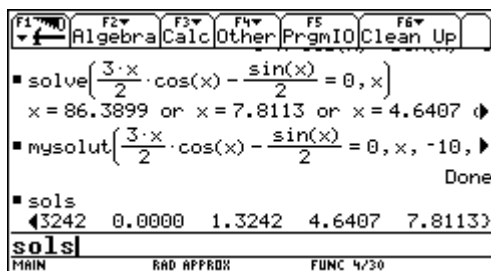 F1 F2 F3 F4 F5 F6
Algebra Calc Other PrgmIO Clean Up
solve(3·x/2·cos(x) - sin(x)/2 = 0, x)
x = 86.3899 or x = 7.8113 or x = 4.6407 o
mysolut(3·x/2·cos(x) - sin(x)/2 = 0, x, -10,
Done
sols
3242 0.0000 1.3242 4.6407 7.8113}
sols
MAIN RAD APPROX FUNC 4/30